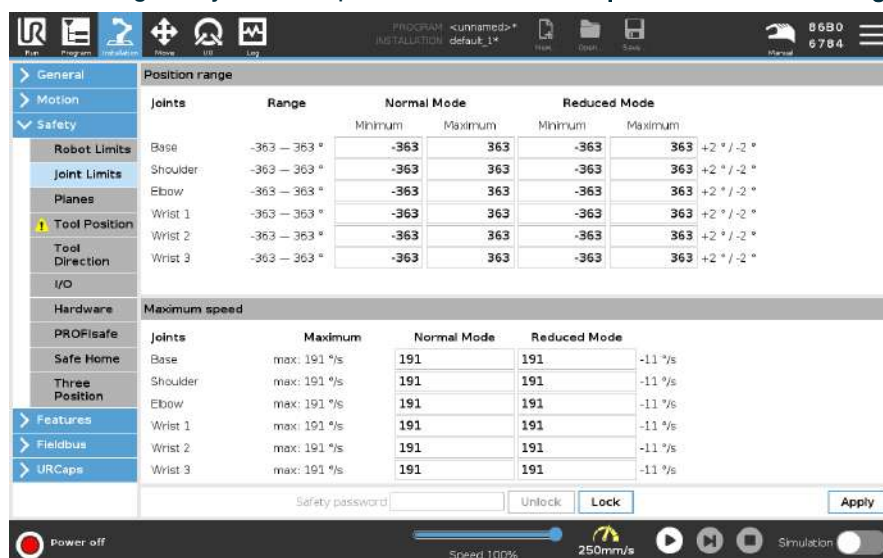 PROGRAM <unnamed>*
INSTALLATION default_1*
Run Program Installation Move I/O Log New... Open... Save... Manual
86B0
6784
General
Motion
Safety
Robot Limits
Joint Limits
Planes
Tool Position
Tool
Direction
I/O
Hardware
PROFIsafe
Safe Home
Three
Position
Features
Fieldbus
URCaps
Position range
Joints Range Normal Mode Reduced Mode
Minimum Maximum Minimum Maximum
Base -363 — 363 ° -363 363 -363 363 +2 ° / -2 °
Shoulder -363 — 363 ° -363 363 -363 363 +2 ° / -2 °
Elbow -363 — 363 ° -363 363 -363 363 +2 ° / -2 °
Wrist 1 -363 — 363 ° -363 363 -363 363 +2 ° / -2 °
Wrist 2 -363 — 363 ° -363 363 -363 363 +2 ° / -2 °
Wrist 3 -363 — 363 ° -363 363 -363 363 +2 ° / -2 °
Maximum speed
Joints Maximum Normal Mode Reduced Mode
Base max: 191 °/s 191 191 -11 °/s
Shoulder max: 191 °/s 191 191 -11 °/s
Elbow max: 191 °/s 191 191 -11 °/s
Wrist 1 max: 191 °/s 191 191 -11 °/s
Wrist 2 max: 191 °/s 191 191 -11 °/s
Wrist 3 max: 191 °/s 191 191 -11 °/s
Safety password Unlock Lock Apply
Power off Speed 100% 250mm/s Simulation